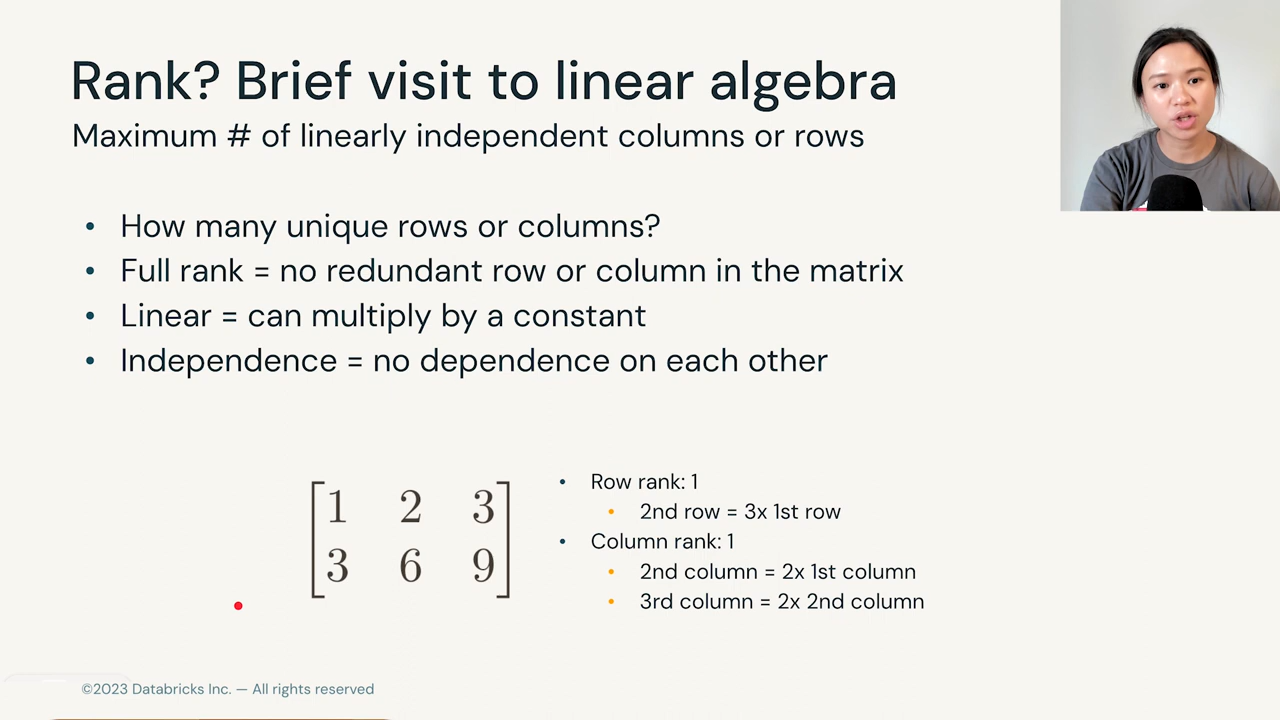 Rank? Brief visit to linear algebra
Maximum # of linearly independent columns or rows
• How many unique rows or columns?
• Full rank = no redundant row or column in the matrix
• Linear = can multiply by a constant
• Independence = no dependence on each other
1 2 3
3 6 9
• Row rank: 1
• 2nd row = 3x 1st row
• Column rank: 1
• 2nd column = 2x 1st column
• 3rd column = 2x 2nd column
©2023 Databricks Inc. — All rights reserved